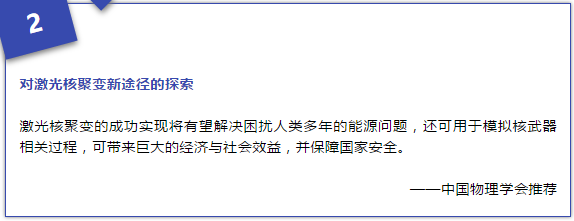 2
对激光核聚变新途径的探索
激光核聚变的成功实现将有望解决困扰人类多年的能源问题，还可用于模拟核武器
相关过程，可带来巨大的经济与社会效益，并保障国家安全。
——中国物理学会推荐